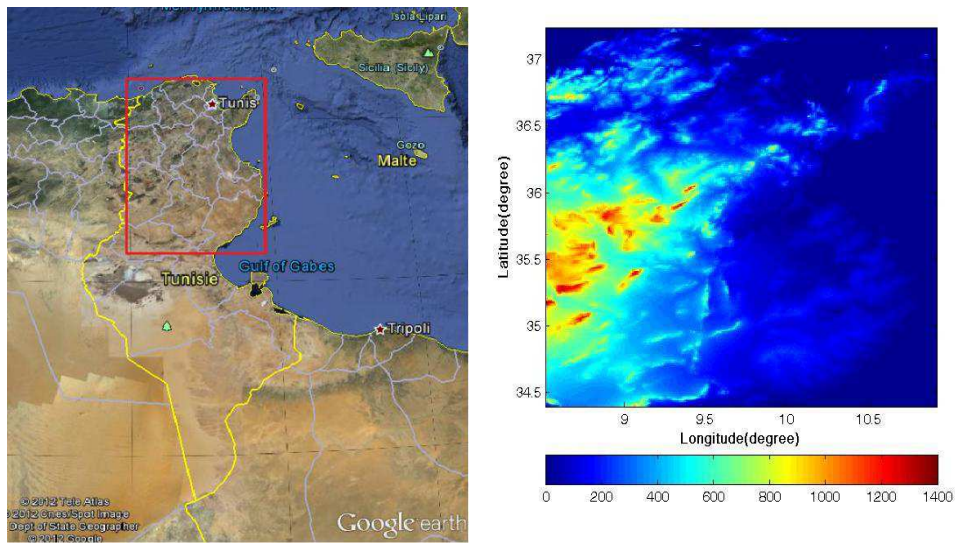 Isola Lipari
Sicilia (Sicily)
Tunis
Gozo
Malte
Gulf of Gabes
Tunisie
Tripoli
© 2012 Tele Atlas
© 2012 Cnes/Spot Image
Dept of State Geographer
© 2012 Google
Google earth
37
36.5
36
35.5
35
34.5
Latitude(degree)
9
9.5
10
10.5
Longitude(degree)
0
200
400
600
800
1000
1200
1400